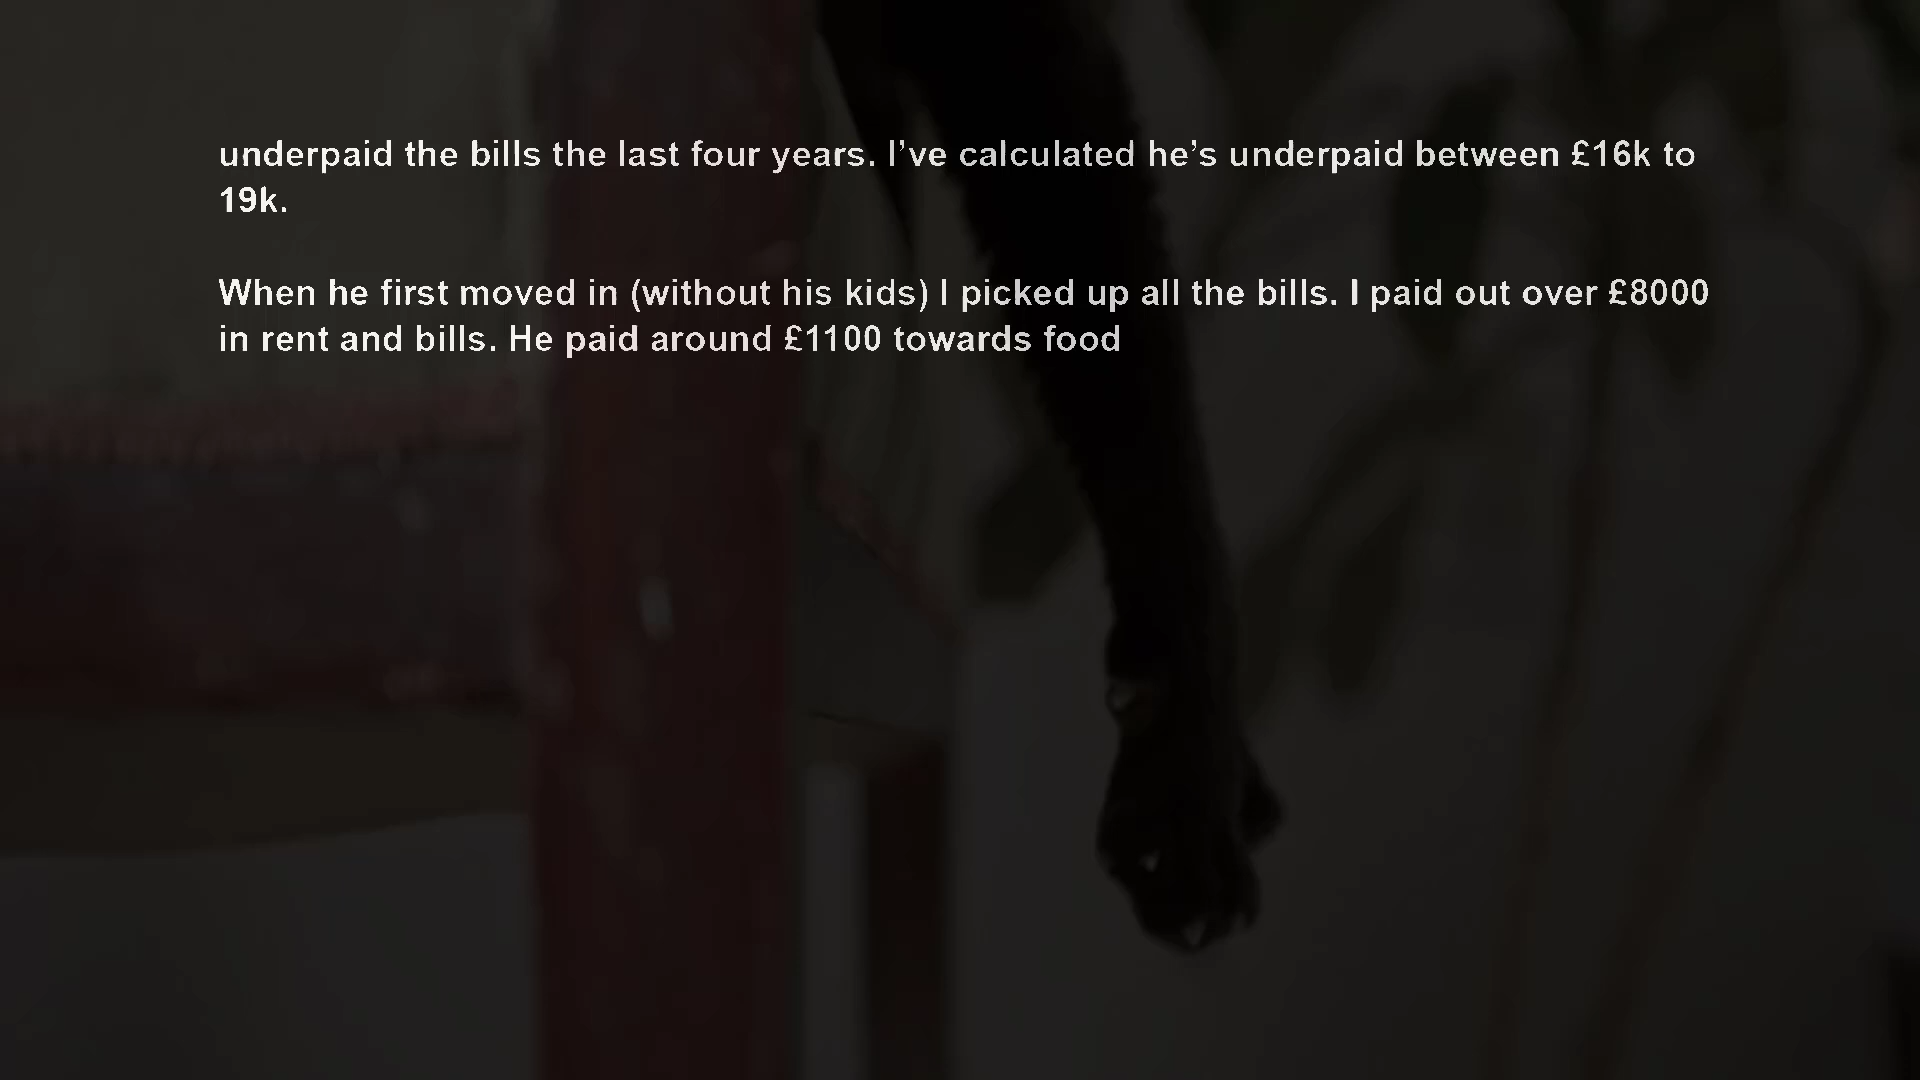 underpaid the bills the last four years. I’ve calculated he’s underpaid between £16k to
19k.
When he first moved in (without his kids) I picked up all the bills. I paid out over £8000
in rent and bills. He paid around £1100 towards food